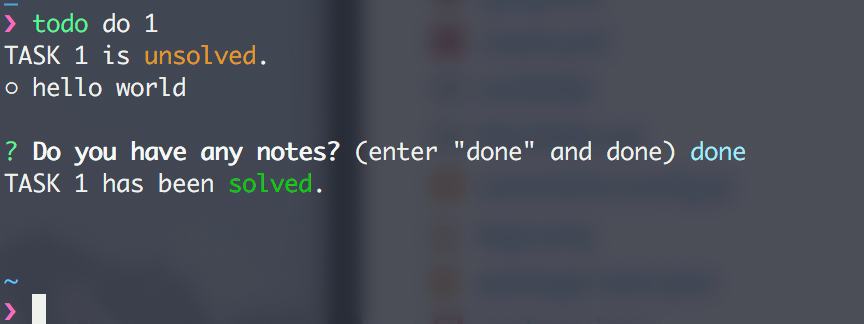 ~
❯ todo do 1
TASK 1 is unsolved.
○ hello world
? Do you have any notes? (enter "done" and done) done
TASK 1 has been solved.
~
❯